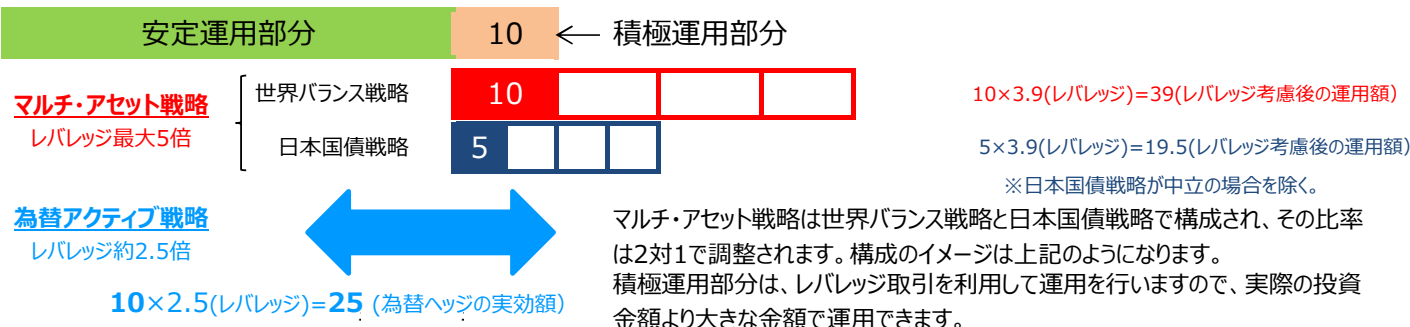 安定運用部分
10
積極運用部分
マルチ・アセット戦略
レバレッジ最大5倍
世界バランス戦略
10
10×3.9(レバレッジ)=39(レバレッジ考慮後の運用額)
日本国債戦略
5
5×3.9(レバレッジ)=19.5(レバレッジ考慮後の運用額)
※日本国債戦略が中立の場合を除く。
為替アクティブ戦略
レバレッジ約2.5倍
10×2.5(レバレッジ)=25 (為替ヘッジの実効額)
マルチ・アセット戦略は世界バランス戦略と日本国債戦略で構成され、その比率
は2対1で調整されます。構成のイメージは上記のようになります。
積極運用部分は、レバレッジ取引を利用して運用を行いますので、実際の投資
金額より大きな金額で運用できます。